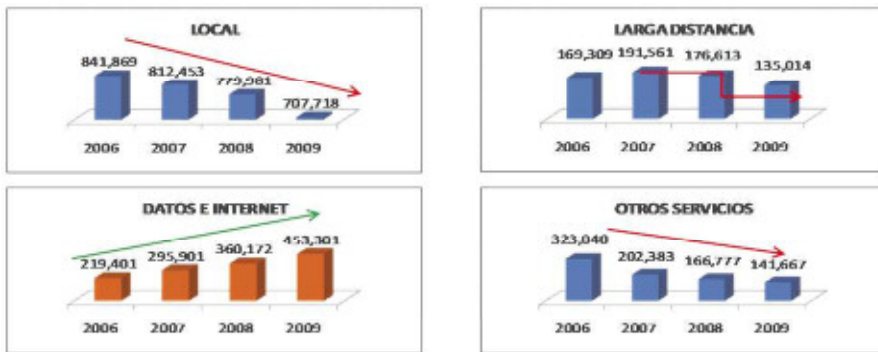 LOCAL
841,869
812,453
779,981
707,718
2006 2007 2008 2009
LARGA DISTANCIA
169,309
191,561
176,613
135,014
2006 2007 2008 2009
DATOS E INTERNET
219,401
295,901
360,172
453,301
2006 2007 2008 2009
OTROS SERVICIOS
323,040
202,383
166,777
141,667
2006 2007 2008 2009